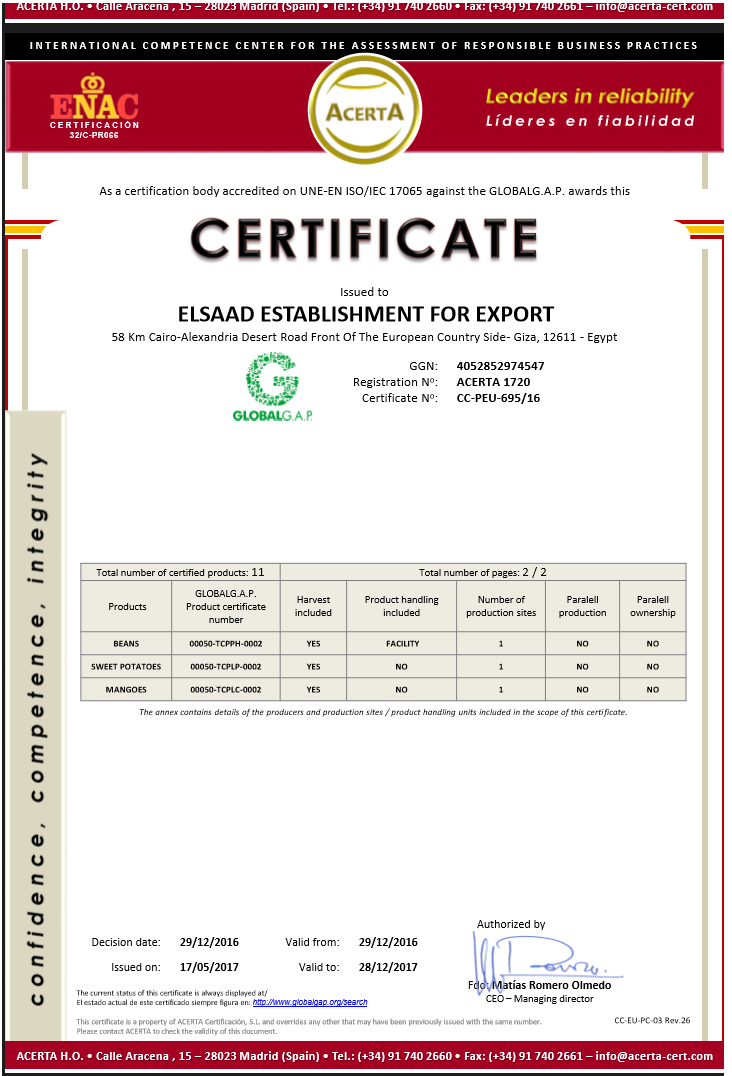 ACERTA H.O. • Calle Aracena , 15 – 28023 Madrid (Spain) • Tel.: (+34) 91 740 2660 • Fax: (+34) 91 740 2661 – info@acerta-cert.com
INTERNATIONAL COMPETENCE CENTER FOR THE ASSESSMENT OF RESPONSIBLE BUSINESS PRACTICES
ENAC
CERTIFICACIÓN
32/C-PR066
ACERTA
Leaders in reliability
Líderes en fiabilidad
As a certification body accredited on UNE-EN ISO/IEC 17065 against the GLOBALG.A.P. awards this
CERTIFICATE
Issued to
ELSAAD ESTABLISHMENT FOR EXPORT
58 Km Cairo-Alexandria Desert Road Front Of The European Country Side- Giza, 12611 - Egypt
GLOBALG.A.P.
GGN: 4052852974547
Registration Nº: ACERTA 1720
Certificate Nº: CC-PEU-695/16
confidence, competence, integrity
Total number of certified products: 11 Total number of pages: 2 / 2
Products GLOBALG.A.P. Product certificate number Harvest included Product handling included Number of production sites Paralell production Paralell ownership
BEANS 00050-TCPPH-0002 YES FACILITY 1 NO NO
SWEET POTATOES 00050-TCPLP-0002 YES NO 1 NO NO
MANGOES 00050-TCPLC-0002 YES NO 1 NO NO
The annex contains details of the producers and production sites / product handling units included in the scope of this certificate.
Authorized by
Decision date: 29/12/2016 Valid from: 29/12/2016
Issued on: 17/05/2017 Valid to: 28/12/2017
Fdo: Matías Romero Olmedo
CEO – Managing director
The current status of this certificate is always displayed at/
El estado actual de este certificado siempre figura en: http://www.globalgap.org/search
This certificate is a property of ACERTA Certificación, S.L. and overrides any other that may have been previously issued with the same number.
Please contact ACERTA to check the validity of this document.
CC-EU-PC-03 Rev.26
ACERTA H.O. • Calle Aracena , 15 – 28023 Madrid (Spain) • Tel.: (+34) 91 740 2660 • Fax: (+34) 91 740 2661 – info@acerta-cert.com